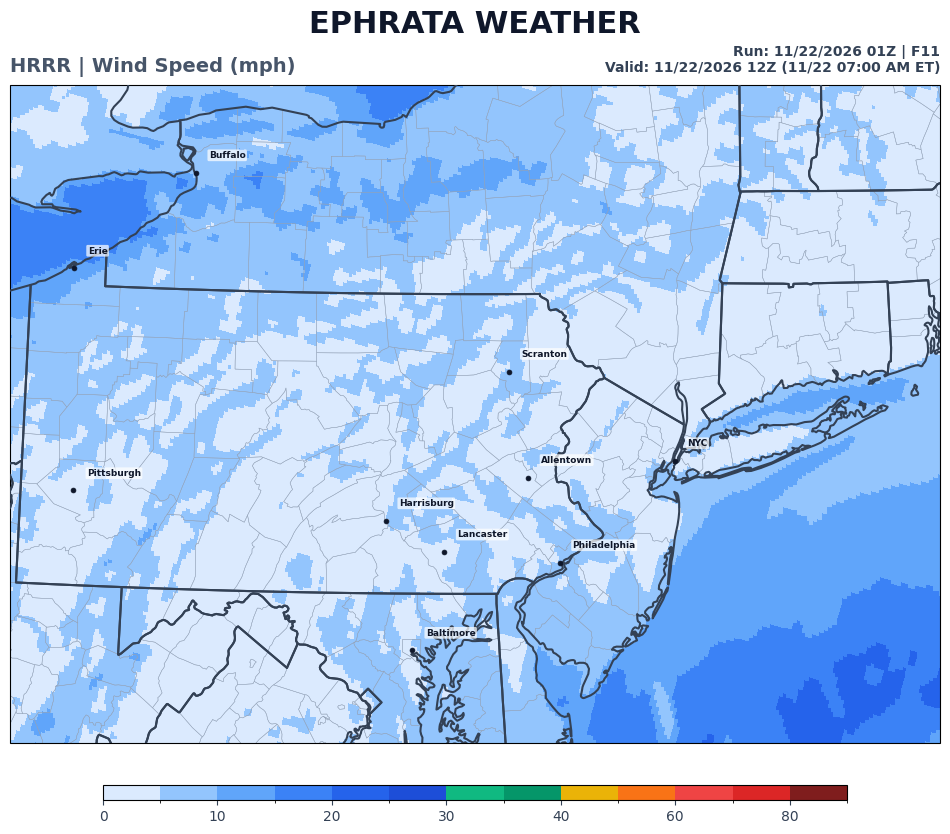 EPHRATA WEATHER
Run: 11/22/2026 01Z | F11
HRRR | Wind Speed (mph)
Valid: 11/22/2026 12Z (11/22 07:00 AM ET)
Buffalo
Erie
Scranton
NYC
Allentown
Pittsburgh
Harrisburg
Lancaster
Philadelphia
Baltimore
0 10 20 30 40 60 80